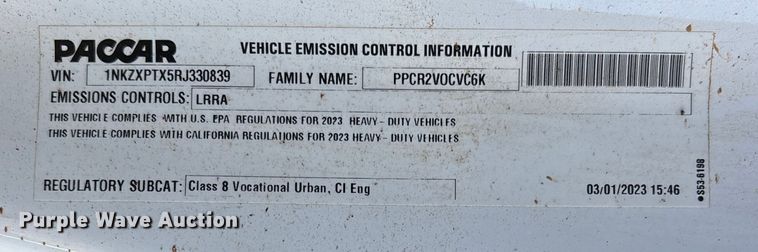 PACCAR VEHICLE EMISSION CONTROL INFORMATION
VIN: 1NKZXPTX5RJ330839 FAMILY NAME: PPCR2VOCVC6K
EMISSIONS CONTROLS: LRRA
THIS VEHICLE COMPLIES WITH U.S. EPA REGULATIONS FOR 2023 HEAVY-DUTY VEHICLES
THIS VEHICLE COMPLIES WITH CALIFORNIA REGULATIONS FOR 2023 HEAVY-DUTY VEHICLES
REGULATORY SUBCAT: Class 8 Vocational Urban, CI Eng 03/01/2023 15:46
S53-6198
Purple Wave Auction